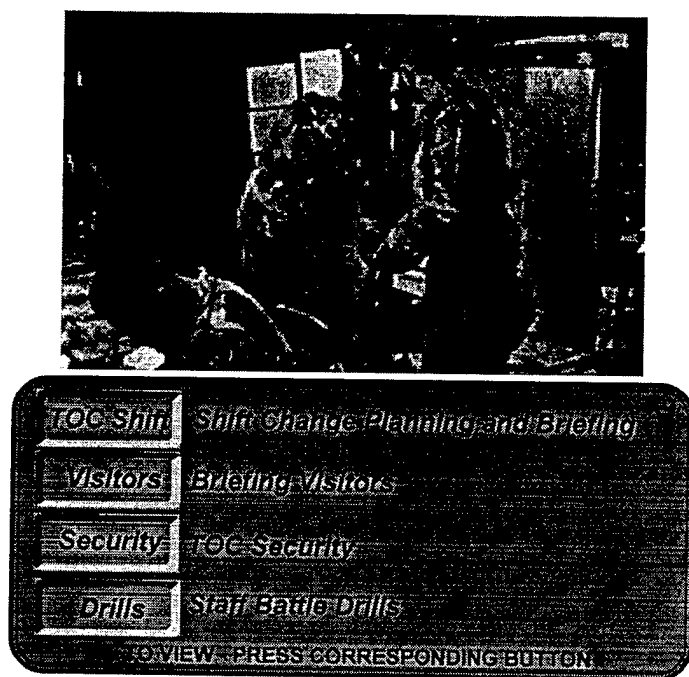 TOC Shift Shift Change Planning and Briefing
Visitors Briefing Visitors
Security TOC Security
Drills Staff Battle Drills
TO VIEW - PRESS CORRESPONDING BUTTON